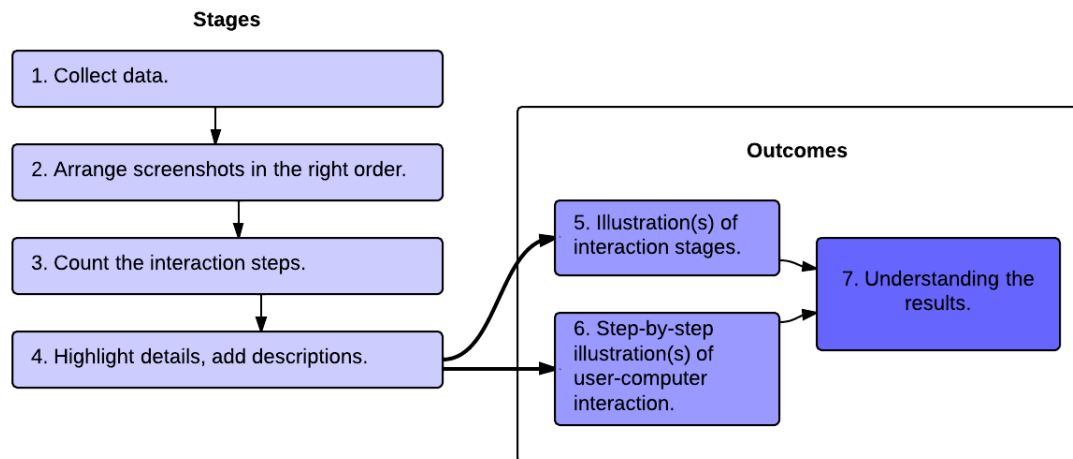 Stages
1. Collect data.
2. Arrange screenshots in the right order.
3. Count the interaction steps.
4. Highlight details, add descriptions.
Outcomes
5. Illustration(s) of
interaction stages.
6. Step-by-step
illustration(s) of
user-computer
interaction.
7. Understanding the
results.